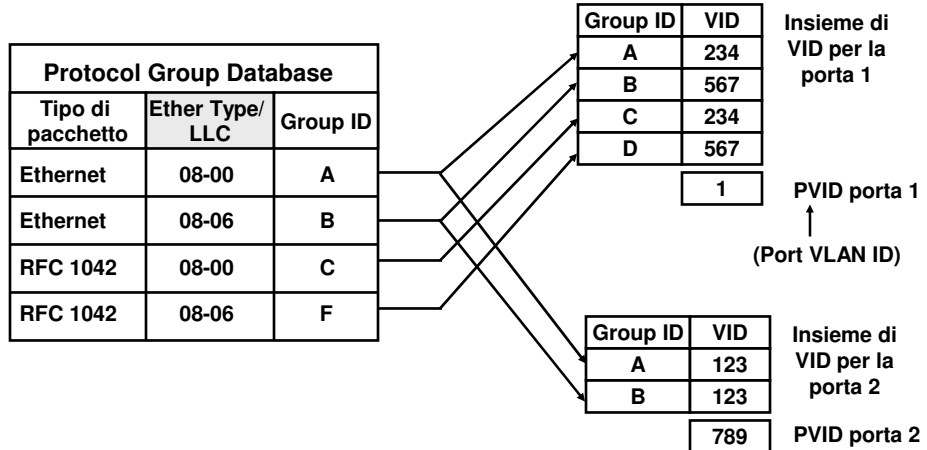 Protocol Group Database
Tipo di pacchetto Ether Type/ LLC Group ID
Ethernet 08-00 A
Ethernet 08-06 B
RFC 1042 08-00 C
RFC 1042 08-06 F
Group ID VID
A 234
B 567
C 234
D 567
Insieme di
VID per la
porta 1
1 PVID porta 1
(Port VLAN ID)
Group ID VID
A 123
B 123
Insieme di
VID per la
porta 2
789 PVID porta 2